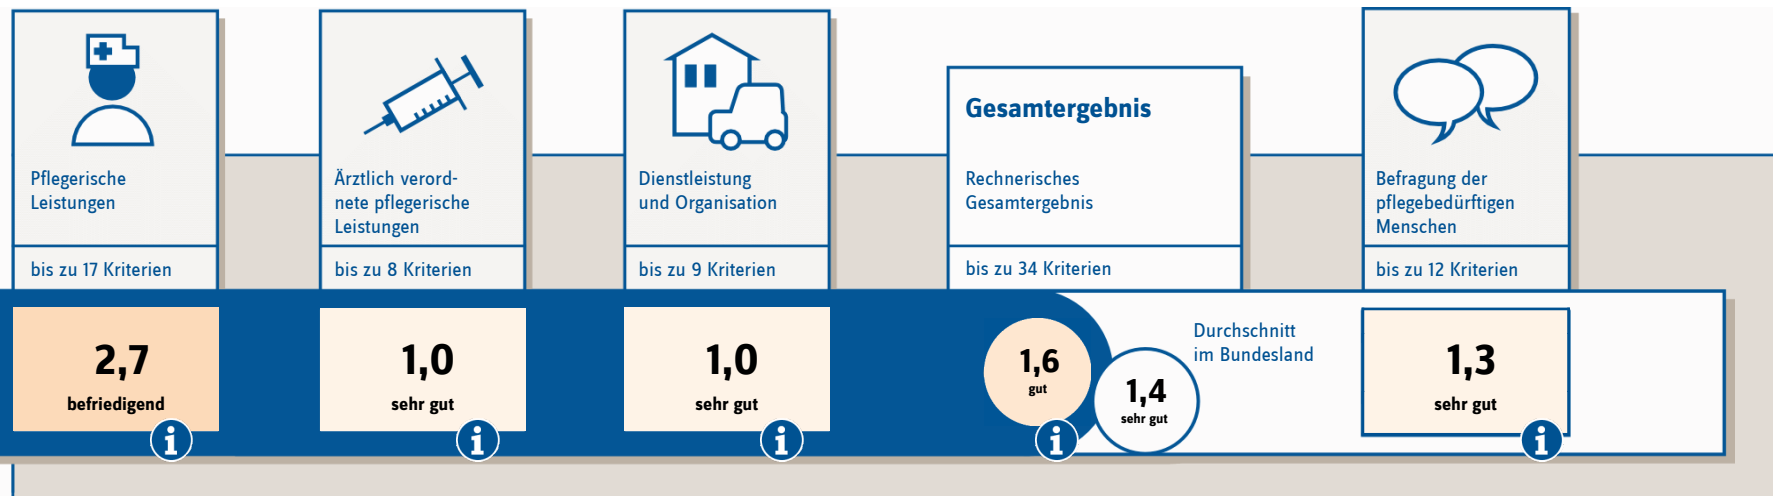 Pflegerische
Leistungen
bis zu 17 Kriterien
2,7
befriedigend
i
Ärztlich verord-
nete pflegerische
Leistungen
bis zu 8 Kriterien
1,0
sehr gut
i
Dienstleistung
und Organisation
bis zu 9 Kriterien
1,0
sehr gut
i
Gesamtergebnis
Rechnerisches
Gesamtergebnis
bis zu 34 Kriterien
1,6
gut
i
Durchschnitt
im Bundesland
1,4
sehr gut
Befragung der
pflegebedürftigen
Menschen
bis zu 12 Kriterien
1,3
sehr gut
i